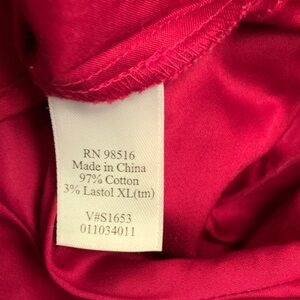 RN 98516
Made in China
97% Cotton
3% Lastol XL(tm)
V#S1653
011034011